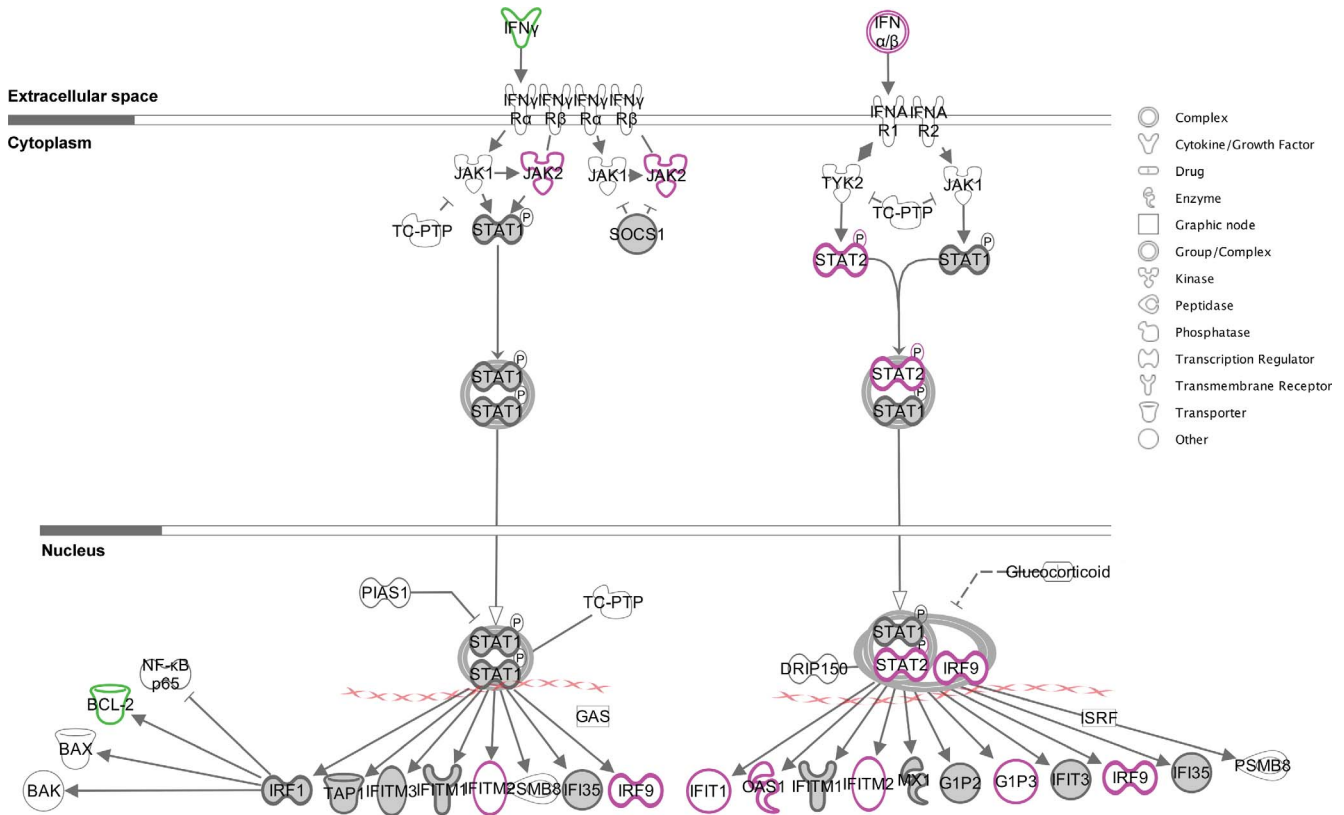 IFNγ
IFN
α/β
Extracellular space
IFNγ IFNγ IFNγ IFNγ
Rα Rβ Rα Rβ
IFNA IFNA
R1 R2
Cytoplasm
JAK1 JAK2 JAK1 JAK2
TYK2 JAK1
TC-PTP
STAT1 P
SOCS1
TC-PTP
STAT2 P
STAT1 P
STAT1 P
STAT1 P
STAT2 P
STAT1 P
Complex
Cytokine/Growth Factor
Drug
Enzyme
Graphic node
Group/Complex
Kinase
Peptidase
Phosphatase
Transcription Regulator
Transmembrane Receptor
Transporter
Other
Nucleus
PIAS1
TC-PTP
Glucocorticoid
STAT1 P
STAT1 P
STAT1 P
STAT2 P
IRF9
DRIP150
NF-κB
p65
BCL-2
BAX
BAK
GAS
ISRF
IRF1 TAP1 IFITM3 IFITM1 IFITM2 PSMB8 IFI35 IRF9
IFIT1 OAS1 IFITM1 IFITM2 MX1 G1P2 G1P3 IFIT3 IRF9 IFI35 PSMB8